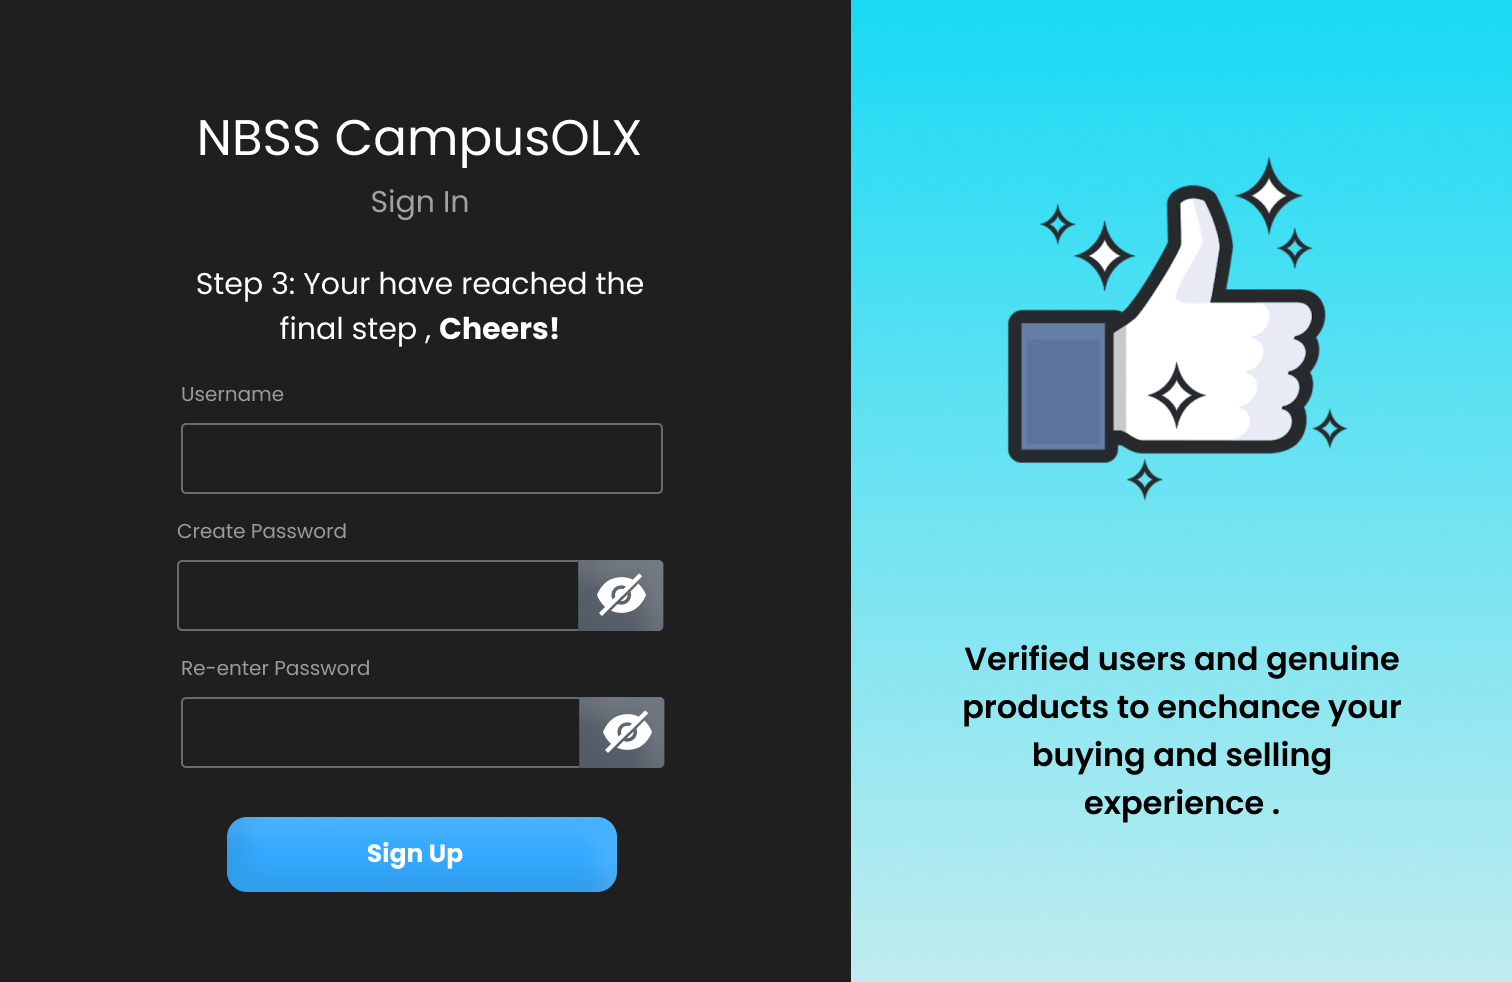 NBSS CampusOLX
Sign In
Step 3: Your have reached the
final step , Cheers!
Username
Create Password
Re-enter Password
Sign Up
Verified users and genuine
products to enchance your
buying and selling
experience .